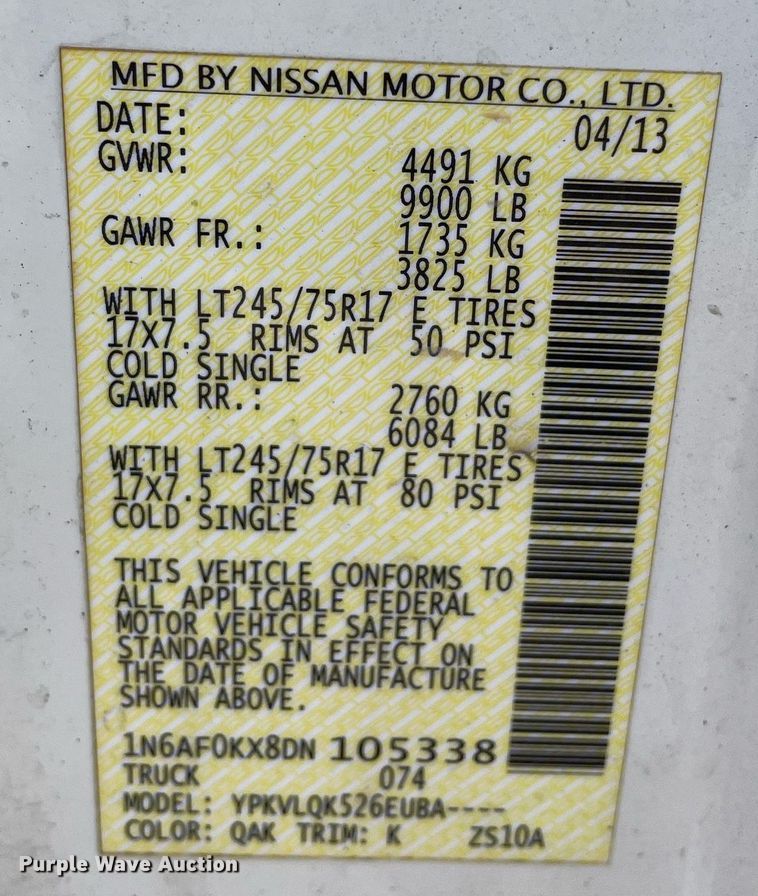 MFD BY NISSAN MOTOR CO., LTD.
DATE: 04/13
GVWR: 4491 KG
9900 LB
GAWR FR.: 1735 KG
3825 LB
WITH LT245/75R17 E TIRES
17X7.5 RIMS AT 50 PSI
COLD SINGLE
GAWR RR.: 2760 KG
6084 LB
WITH LT245/75R17 E TIRES
17X7.5 RIMS AT 80 PSI
COLD SINGLE
THIS VEHICLE CONFORMS TO
ALL APPLICABLE FEDERAL
MOTOR VEHICLE SAFETY
STANDARDS IN EFFECT ON
THE DATE OF MANUFACTURE
SHOWN ABOVE.
1N6AF0KX8DN 105338
TRUCK 074
MODEL: YPKVLQK526EUBA----
COLOR: QAK TRIM: K ZS10A
Purple Wave Auction